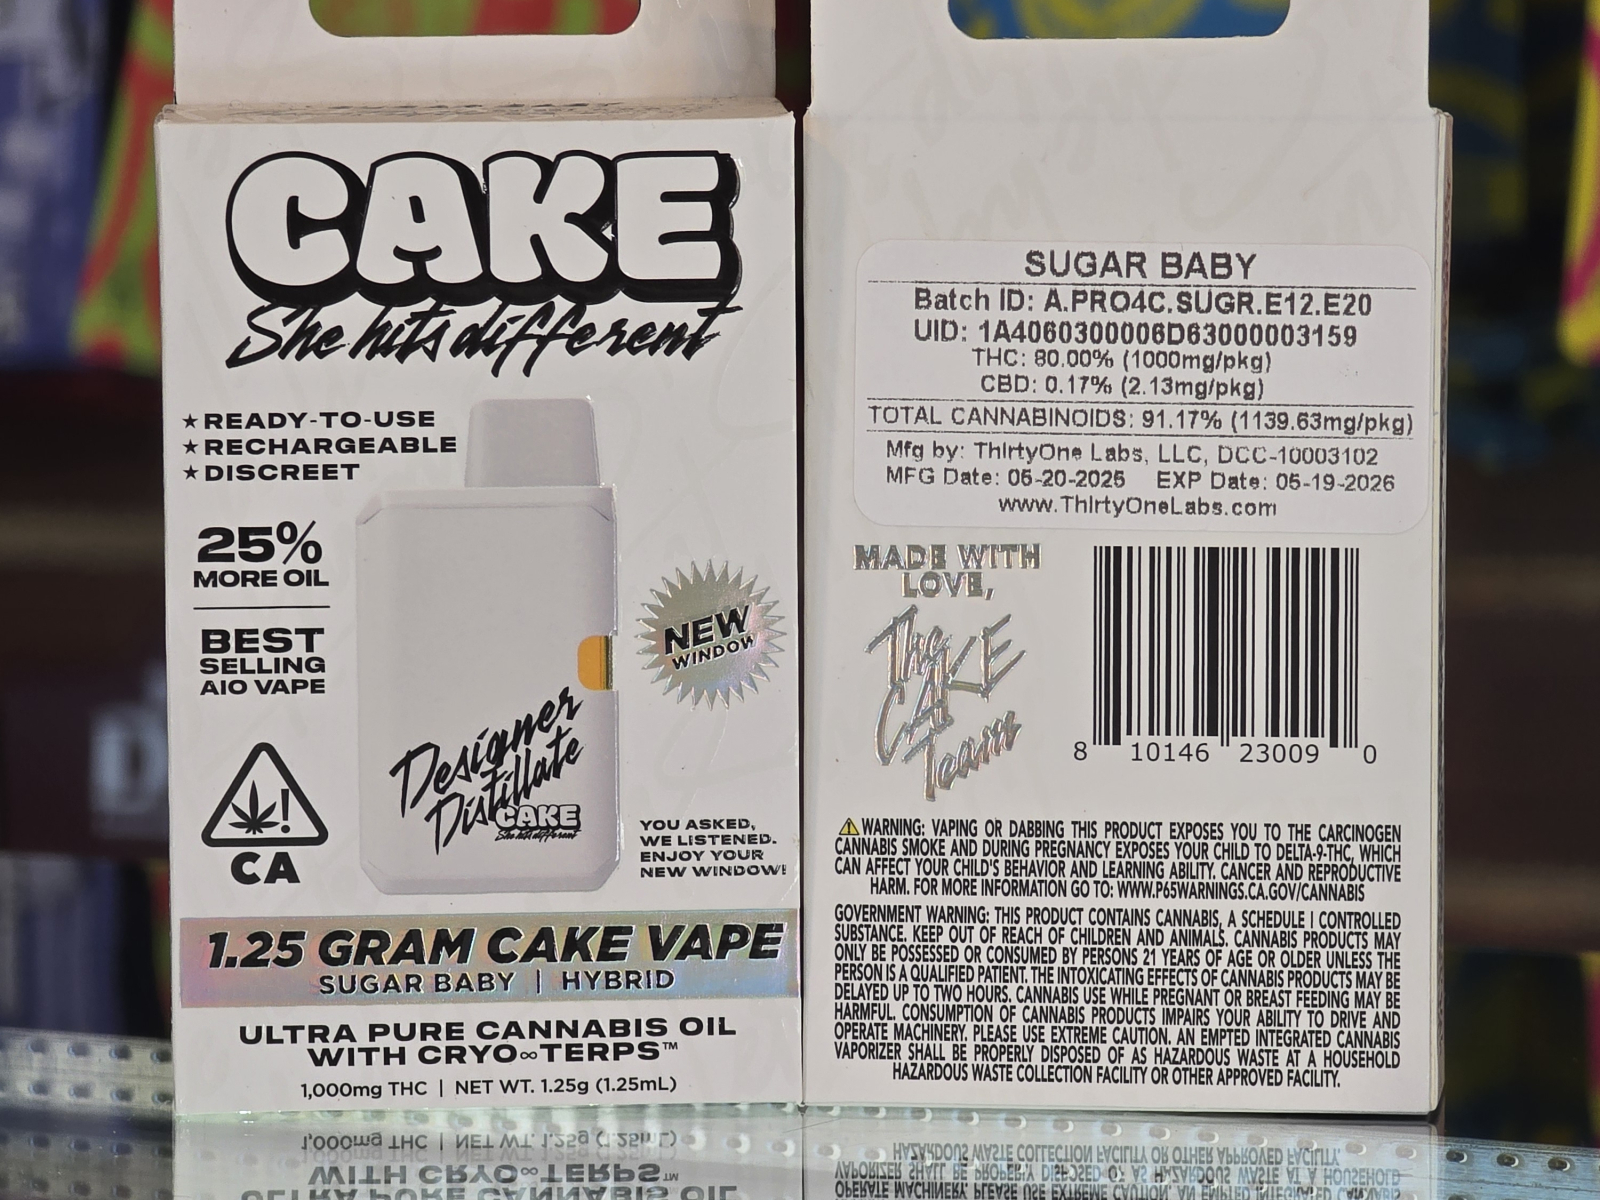 CAKE
She hits different
★ READY-TO-USE
★ RECHARGEABLE
★ DISCREET
25%
MORE OIL
BEST
SELLING
AIO VAPE
NEW
WINDOW
Designer
Distillate
CAKE
She hits different
CA
YOU ASKED,
WE LISTENED.
ENJOY YOUR
NEW WINDOW!
1.25 GRAM CAKE VAPE
SUGAR BABY | HYBRID
ULTRA PURE CANNABIS OIL
WITH CRYO∞TERPS™
1,000mg THC | NET WT. 1.25g (1.25mL)
SUGAR BABY
Batch ID: A.PRO4C.SUGR.E12.E20
UID: 1A4060300006D63000003159
THC: 80.00% (1000mg/pkg)
CBD: 0.17% (2.13mg/pkg)
TOTAL CANNABINOIDS: 91.17% (1139.63mg/pkg)
Mfg by: ThirtyOne Labs, LLC, DCC-10003102
MFG Date: 05-20-2025 EXP Date: 05-19-2026
www.ThirtyOneLabs.com
MADE WITH
LOVE,
The
CAKE
Team
8 10146 23009 0
⚠WARNING: VAPING OR DABBING THIS PRODUCT EXPOSES YOU TO THE CARCINOGEN
CANNABIS SMOKE AND DURING PREGNANCY EXPOSES YOUR CHILD TO DELTA-9-THC, WHICH
CAN AFFECT YOUR CHILD'S BEHAVIOR AND LEARNING ABILITY. CANCER AND REPRODUCTIVE
HARM. FOR MORE INFORMATION GO TO: WWW.P65WARNINGS.CA.GOV/CANNABIS
GOVERNMENT WARNING: THIS PRODUCT CONTAINS CANNABIS, A SCHEDULE I CONTROLLED
SUBSTANCE. KEEP OUT OF REACH OF CHILDREN AND ANIMALS. CANNABIS PRODUCTS MAY
ONLY BE POSSESSED OR CONSUMED BY PERSONS 21 YEARS OF AGE OR OLDER UNLESS THE
PERSON IS A QUALIFIED PATIENT. THE INTOXICATING EFFECTS OF CANNABIS PRODUCTS MAY BE
DELAYED UP TO TWO HOURS. CANNABIS USE WHILE PREGNANT OR BREAST FEEDING MAY BE
HARMFUL. CONSUMPTION OF CANNABIS PRODUCTS IMPAIRS YOUR ABILITY TO DRIVE AND
OPERATE MACHINERY. PLEASE USE EXTREME CAUTION. AN EMPTED INTEGRATED CANNABIS
VAPORIZER SHALL BE PROPERLY DISPOSED OF AS HAZARDOUS WASTE AT A HOUSEHOLD
HAZARDOUS WASTE COLLECTION FACILITY OR OTHER APPROVED FACILITY.